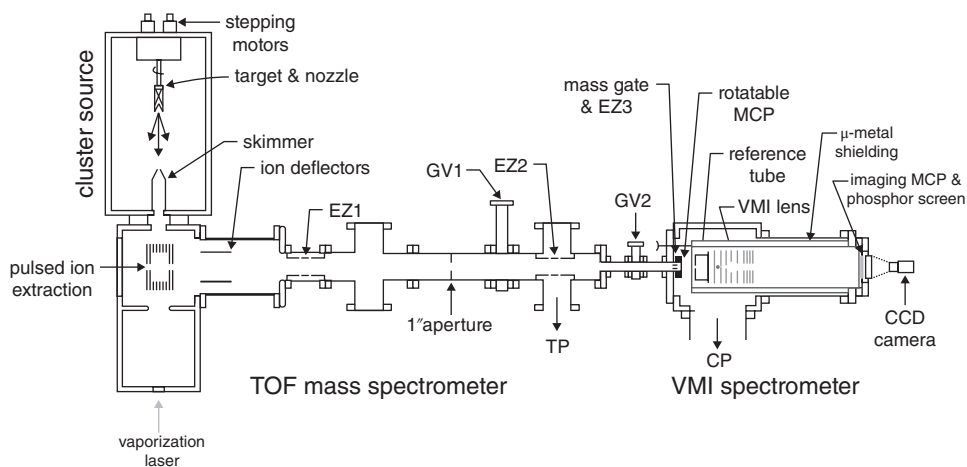 stepping
motors
target & nozzle
cluster source
skimmer
ion deflectors
EZ1
pulsed ion
extraction
1″aperture
GV1
EZ2
TP
GV2
mass gate
& EZ3
rotatable
MCP
reference
tube
VMI lens
μ-metal
shielding
imaging MCP &
phosphor screen
CCD
camera
CP
TOF mass spectrometer
VMI spectrometer
vaporization
laser